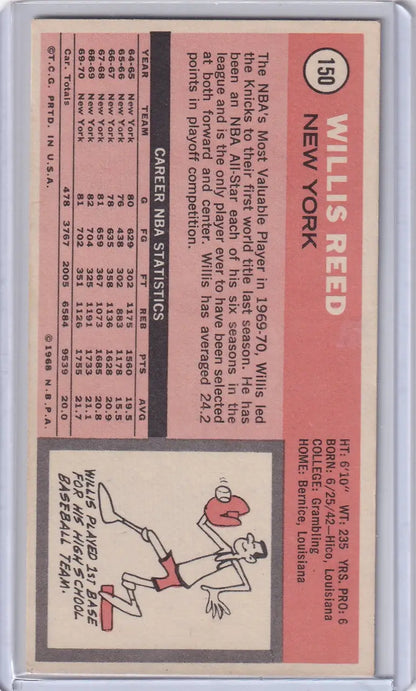 150
WILLIS REED
NEW YORK
HT: 6'10" WT: 235 YRS. PRO: 6
BORN: 6/25/42—Hico, Louisiana
COLLEGE: Grambling
HOME: Bernice, Louisiana
The NBA's Most Valuable Player in 1969-70, Willis led
the Knicks to their first world title last season. He has
been an NBA All-Star each of his six seasons in the
league and is the only player ever to have been selected
at both forward and center. Willis has averaged 24.2
points in playoff competition.
CAREER NBA STATISTICS
YEAR TEAM G FG FT REB PTS AVG
64-65 New York 80 629 302 1175 1560 19.5
65-66 New York 76 438 302 883 1178 15.5
66-67 New York 78 635 358 1136 1628 20.9
67-68 New York 81 659 367 1073 1685 20.8
68-69 New York 82 704 325 1191 1733 21.1
69-70 New York 81 702 351 1126 1755 21.7
Car. Totals 478 3767 2005 6584 9539 20.0
©T.C.G. PRTD. IN U.S.A. ©1968 N.B.P.A.
WILLIS PLAYED 1ST BASE
FOR HIS HIGH SCHOOL
BASEBALL TEAM.